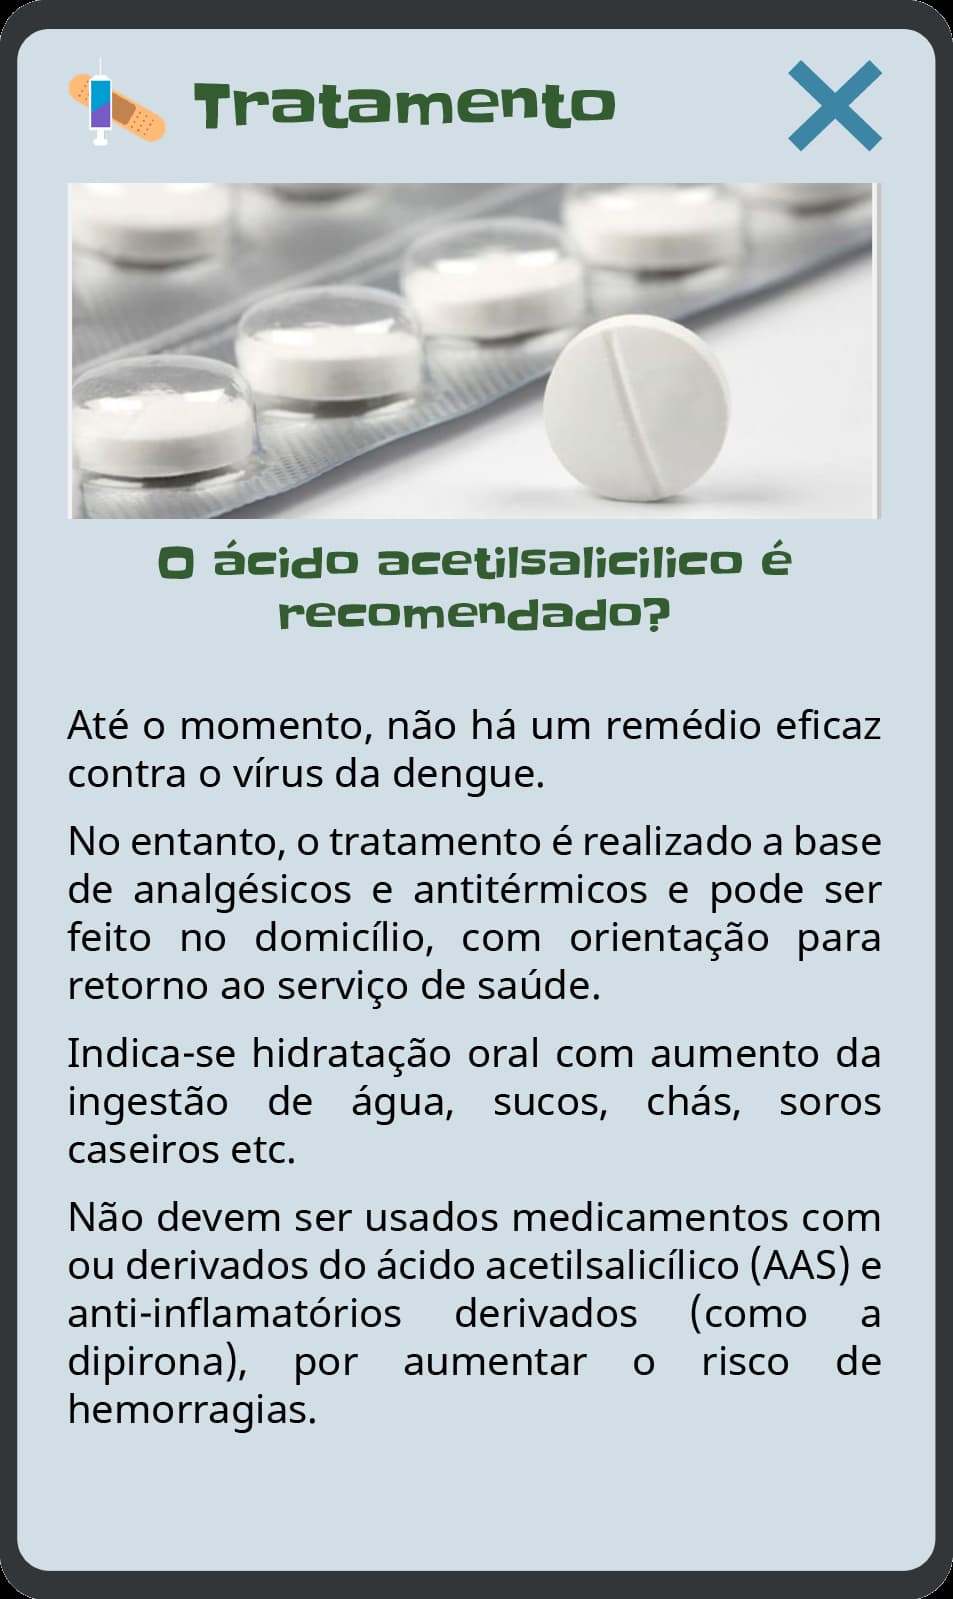 Tratamento
O ácido acetilsalicilico é
recomendado?
Até o momento, não há um remédio eficaz
contra o vírus da dengue.
No entanto, o tratamento é realizado a base
de analgésicos e antitérmicos e pode ser
feito no domicílio, com orientação para
retorno ao serviço de saúde.
Indica-se hidratação oral com aumento da
ingestão de água, sucos, chás, soros
caseiros etc.
Não devem ser usados medicamentos com
ou derivados do ácido acetilsalicílico (AAS) e
anti-inflamatórios derivados (como a
dipirona), por aumentar o risco de
hemorragias.